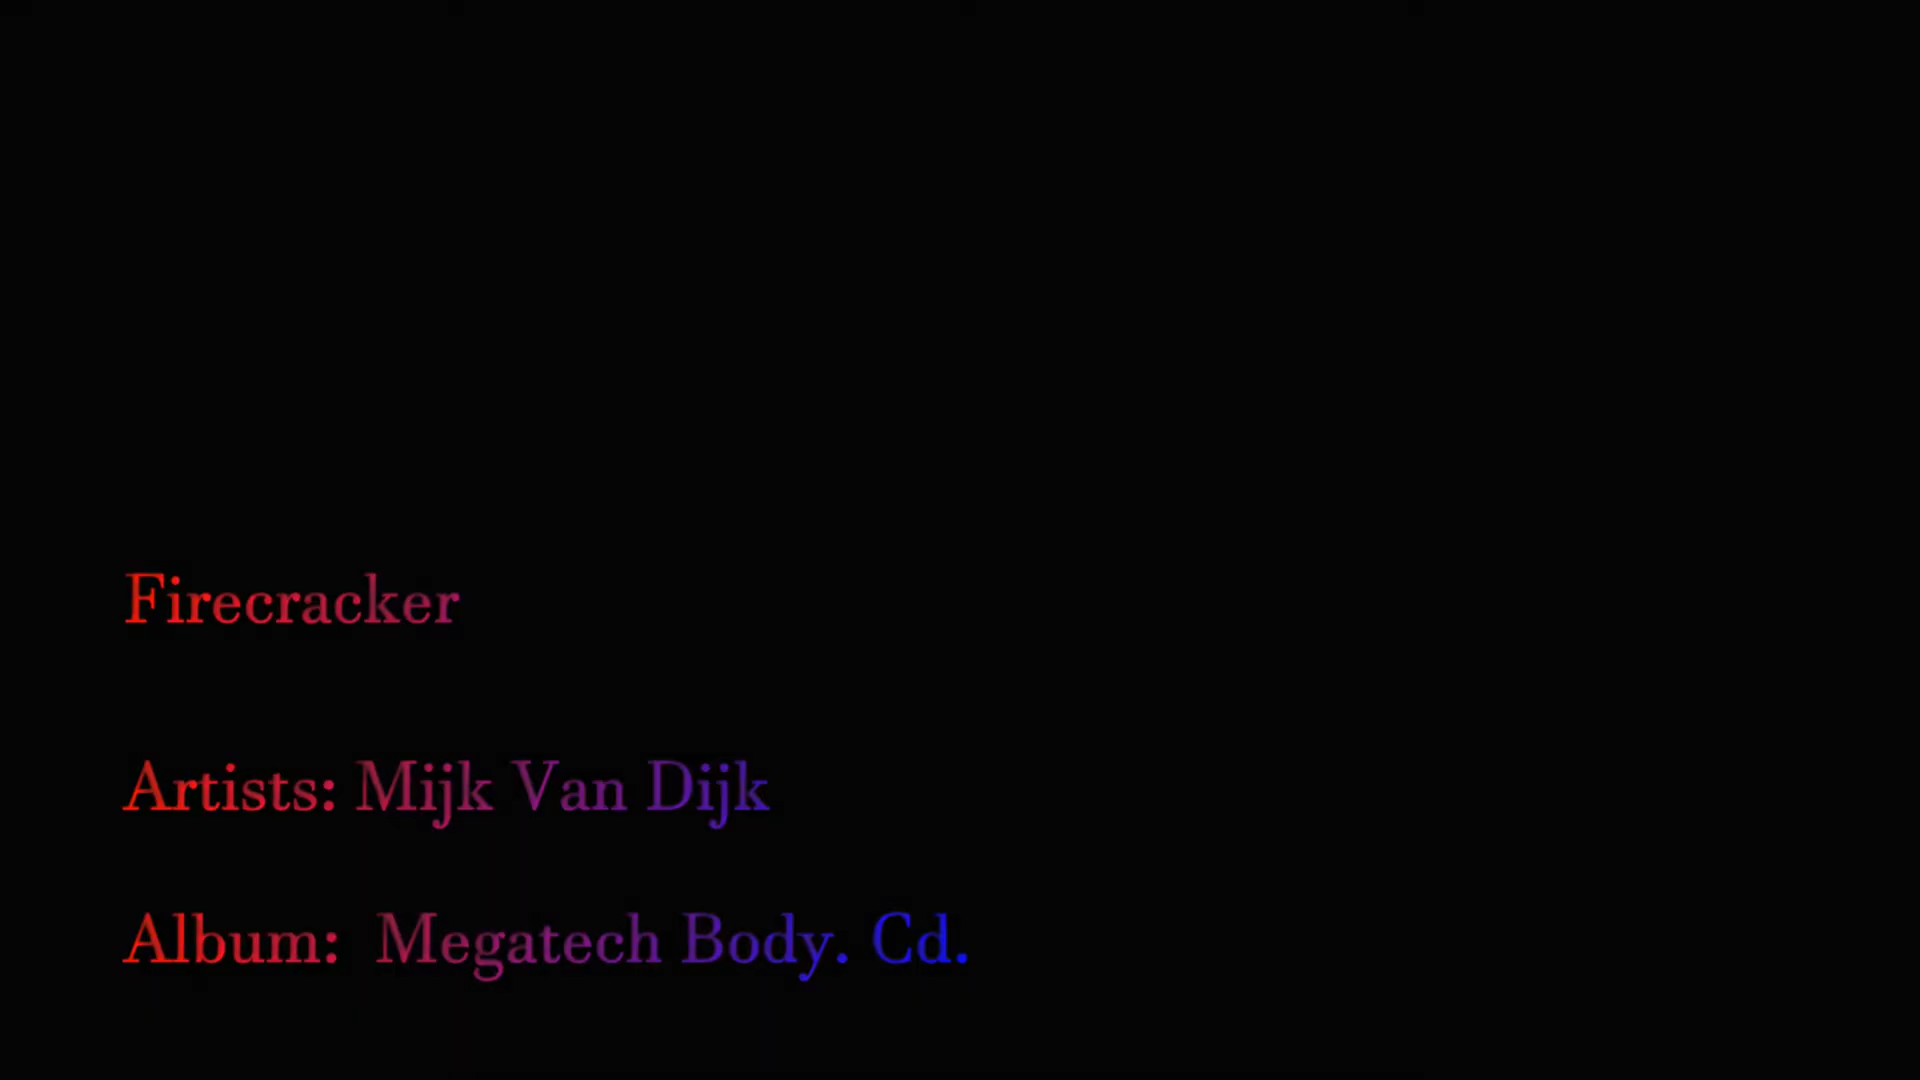 Firecracker
Artists: Mijk Van Dijk
Album: Megatech Body. Cd.